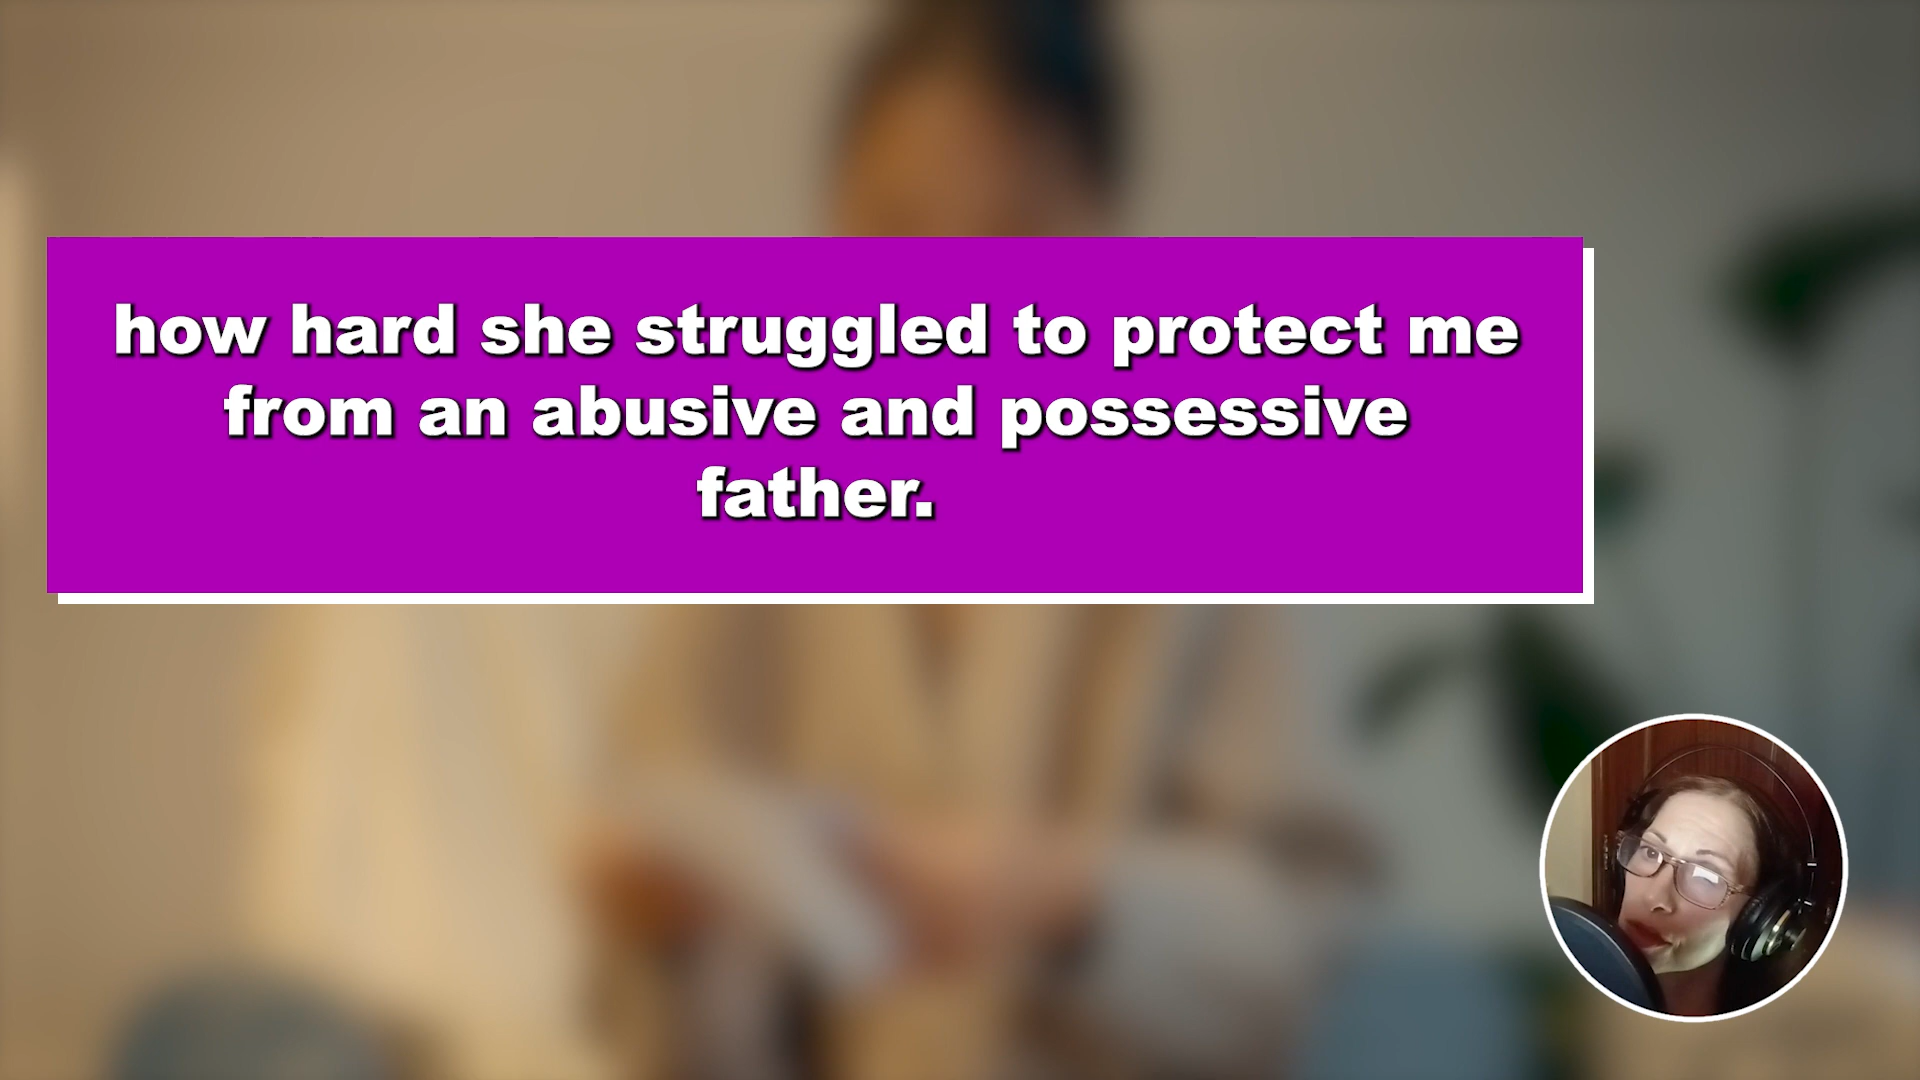 how hard she struggled to protect me
from an abusive and possessive
father.